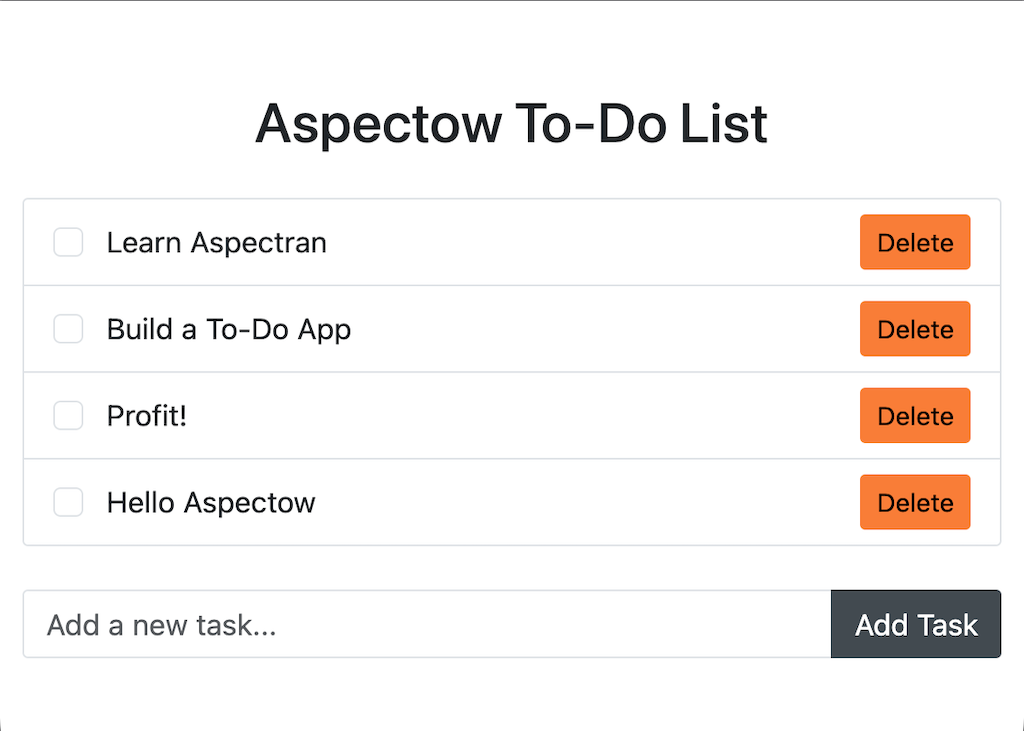 Aspectow To-Do List
Learn Aspectran
Delete
Build a To-Do App
Delete
Profit!
Delete
Hello Aspectow
Delete
Add a new task...
Add Task